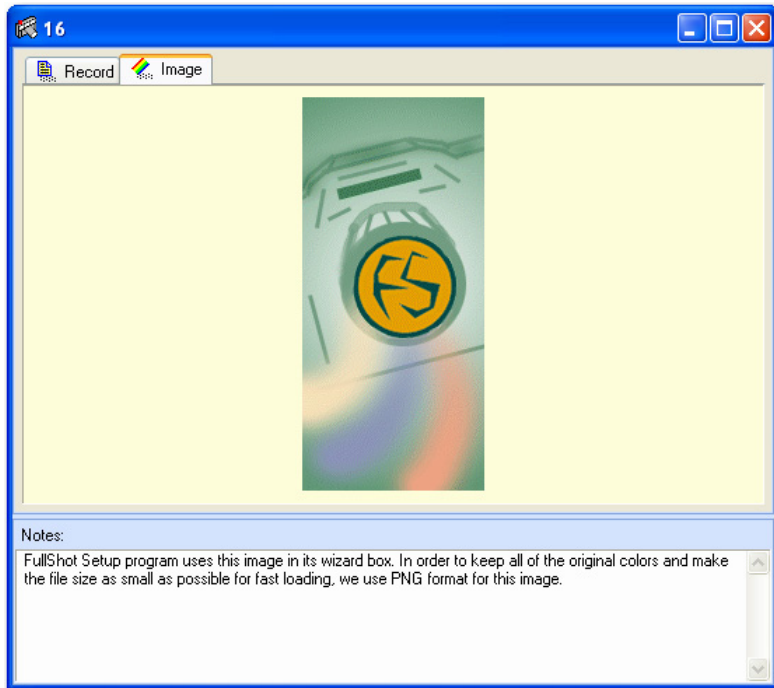 16
Record Image
FS
Notes:
FullShot Setup program uses this image in its wizard box. In order to keep all of the original colors and make
the file size as small as possible for fast loading, we use PNG format for this image.